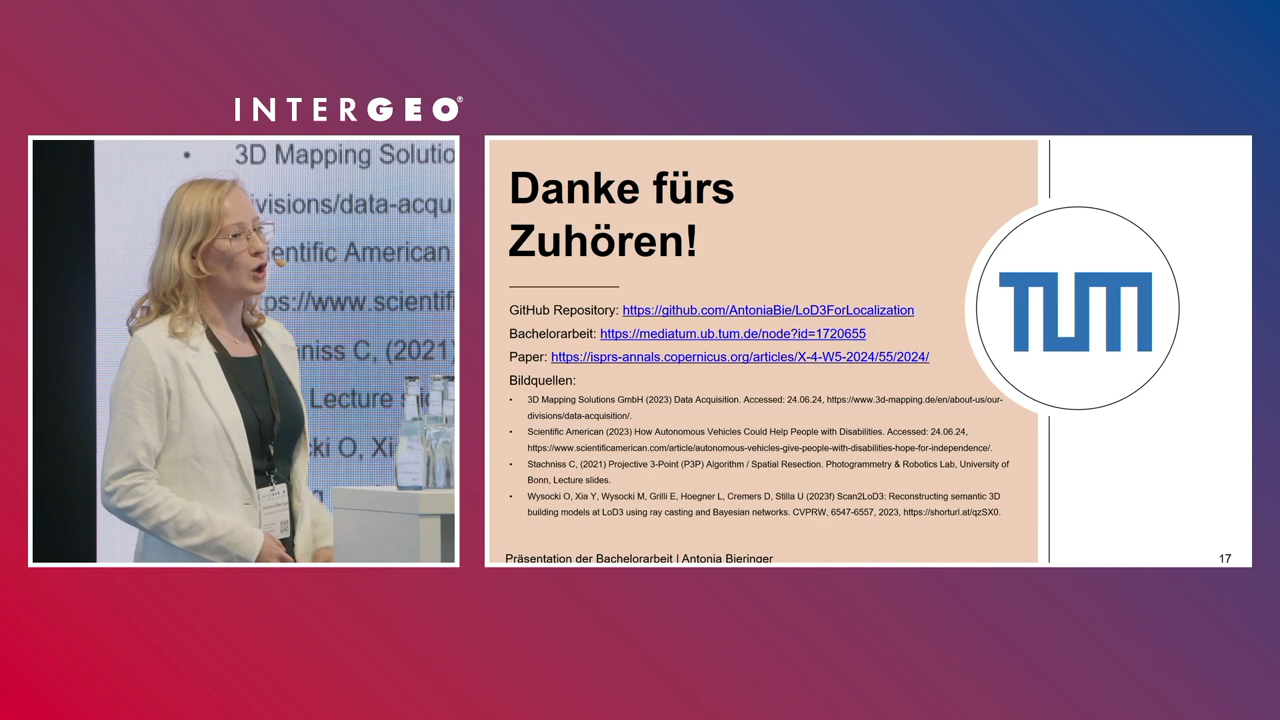 INTERGEO®
3D Mapping Solutio
ivisions/data-acqu
entific American
ps://www.scientif
niss C, (2021)
Lecture slid
cki O, Xi
Danke fürs
Zuhören!
GitHub Repository: https://github.com/AntoniaBie/LoD3ForLocalization
Bachelorarbeit: https://mediatum.ub.tum.de/node?id=1720655
Paper: https://isprs-annals.copernicus.org/articles/X-4-W5-2024/55/2024/
Bildquellen:
• 3D Mapping Solutions GmbH (2023) Data Acquisition. Accessed: 24.06.24, https://www.3d-mapping.de/en/about-us/our-
divisions/data-acquisition/.
• Scientific American (2023) How Autonomous Vehicles Could Help People with Disabilities. Accessed: 24.06.24,
https://www.scientificamerican.com/article/autonomous-vehicles-give-people-with-disabilities-hope-for-independence/.
• Stachniss C, (2021) Projective 3-Point (P3P) Algorithm / Spatial Resection. Photogrammetry & Robotics Lab, University of
Bonn, Lecture slides.
• Wysocki O, Xia Y, Wysocki M, Grilli E, Hoegner L, Cremers D, Stilla U (2023f) Scan2LoD3: Reconstructing semantic 3D
building models at LoD3 using ray casting and Bayesian networks. CVPRW, 6547-6557, 2023, https://shorturl.at/qzSX0.
TUM
Präsentation der Bachelorarbeit | Antonia Bieringer
17